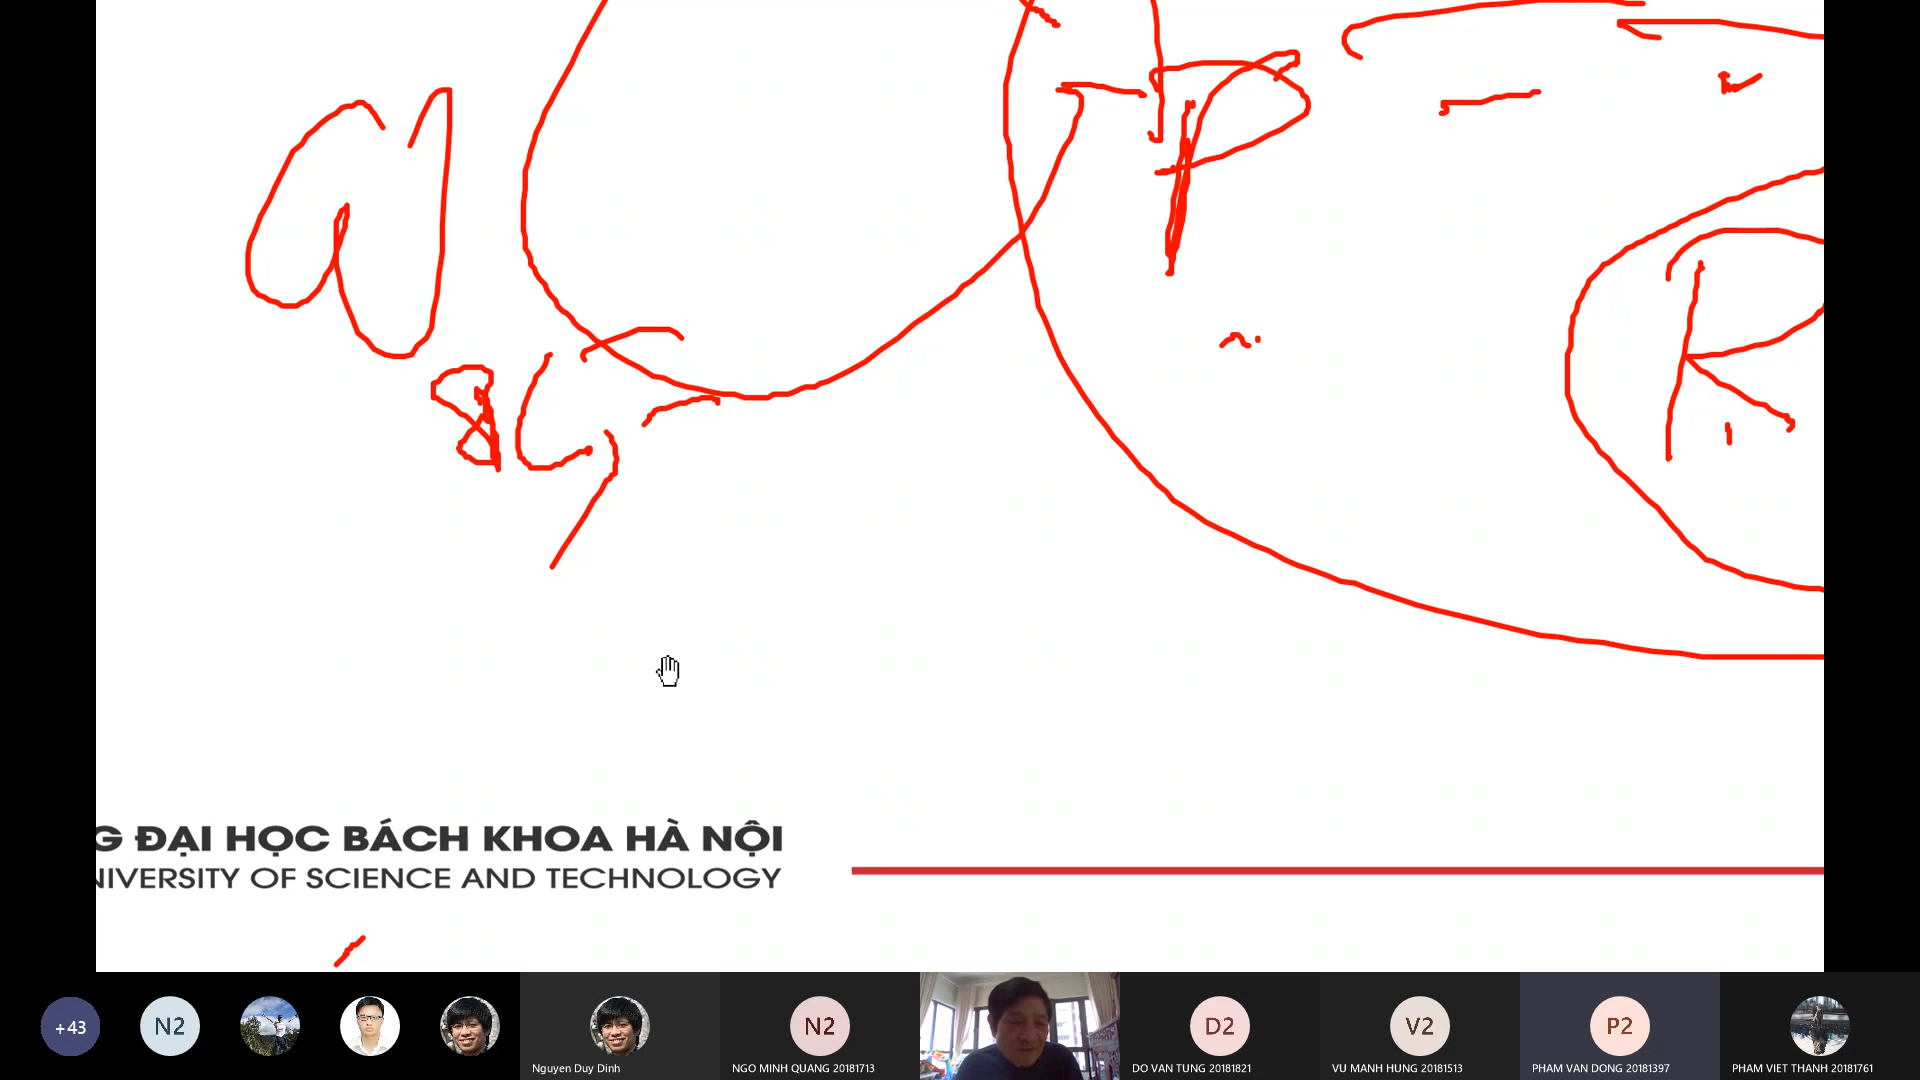 P
R
G ĐẠI HỌC BÁCH KHOA HÀ NỘI
NIVERSITY OF SCIENCE AND TECHNOLOGY
+43
N2
N2
D2
V2
P2
Nguyen Duy Dinh
NGO MINH QUANG 20181713
DO VAN TUNG 20181821
VU MANH HUNG 20181513
PHAM VAN DONG 20181397
PHAM VIET THANH 20181761